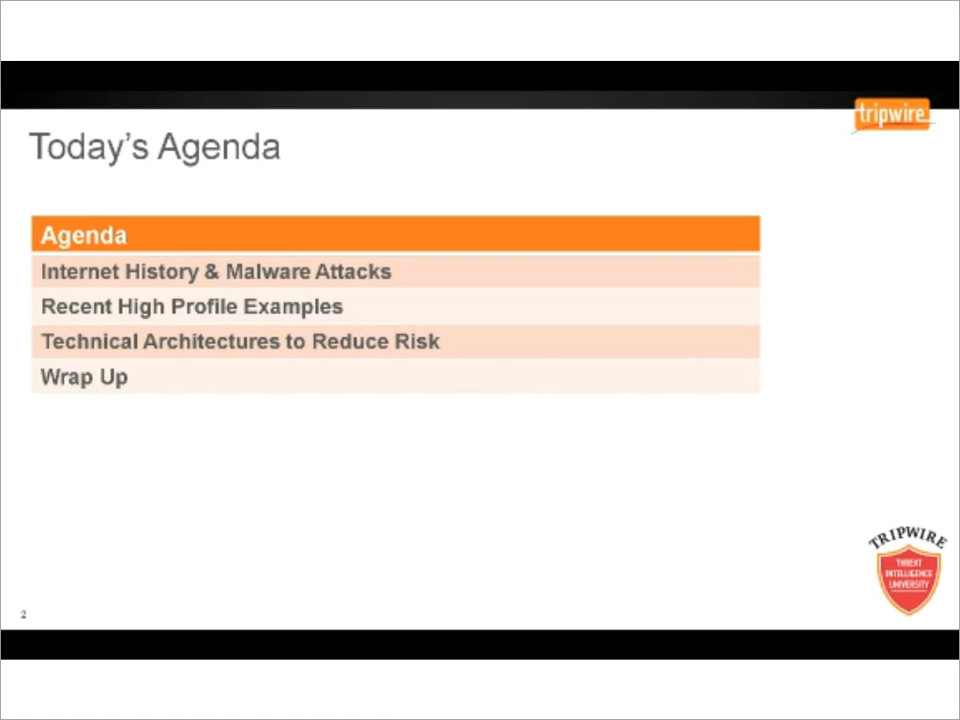 tripwire
Today's Agenda
Agenda
Internet History & Malware Attacks
Recent High Profile Examples
Technical Architectures to Reduce Risk
Wrap Up
TRIPWIRE
THREAT
INTELLIGENCE
UNIVERSITY
2